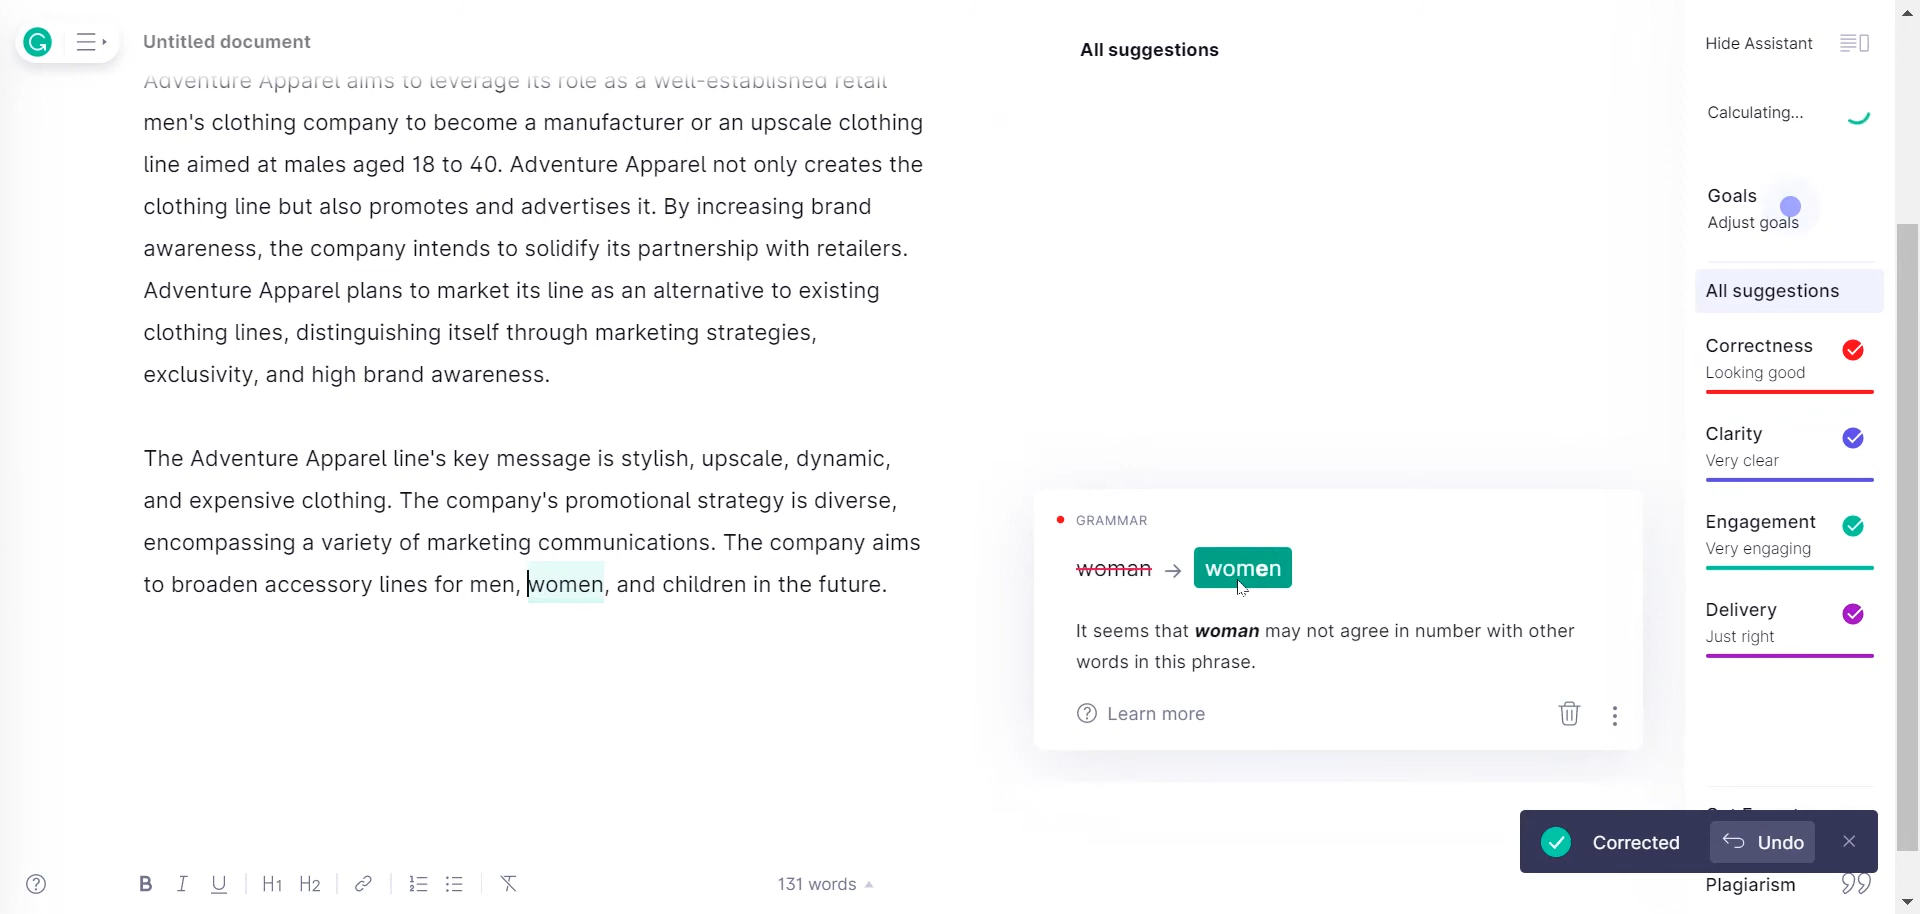 Untitled document
Adventure Apparel aims to leverage its role as a well-established retail
men's clothing company to become a manufacturer or an upscale clothing
line aimed at males aged 18 to 40. Adventure Apparel not only creates the
clothing line but also promotes and advertises it. By increasing brand
awareness, the company intends to solidify its partnership with retailers.
Adventure Apparel plans to market its line as an alternative to existing
clothing lines, distinguishing itself through marketing strategies,
exclusivity, and high brand awareness.
The Adventure Apparel line's key message is stylish, upscale, dynamic,
and expensive clothing. The company's promotional strategy is diverse,
encompassing a variety of marketing communications. The company aims
to broaden accessory lines for men, women, and children in the future.
B I U H1 H2
131 words
All suggestions
GRAMMAR
woman → women
It seems that woman may not agree in number with other
words in this phrase.
Learn more
Hide Assistant
Calculating...
Goals
Adjust goals
All suggestions
Correctness
Looking good
Clarity
Very clear
Engagement
Very engaging
Delivery
Just right
Corrected Undo
Plagiarism